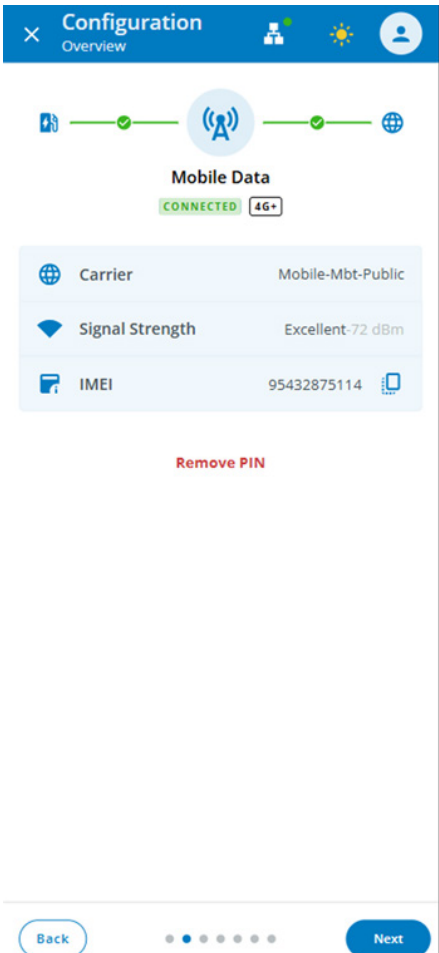 Configuration
Overview
Mobile Data
CONNECTED 4G+
Carrier Mobile-Mbt-Public
Signal Strength Excellent-72 dBm
IMEI 95432875114
Remove PIN
Back Next